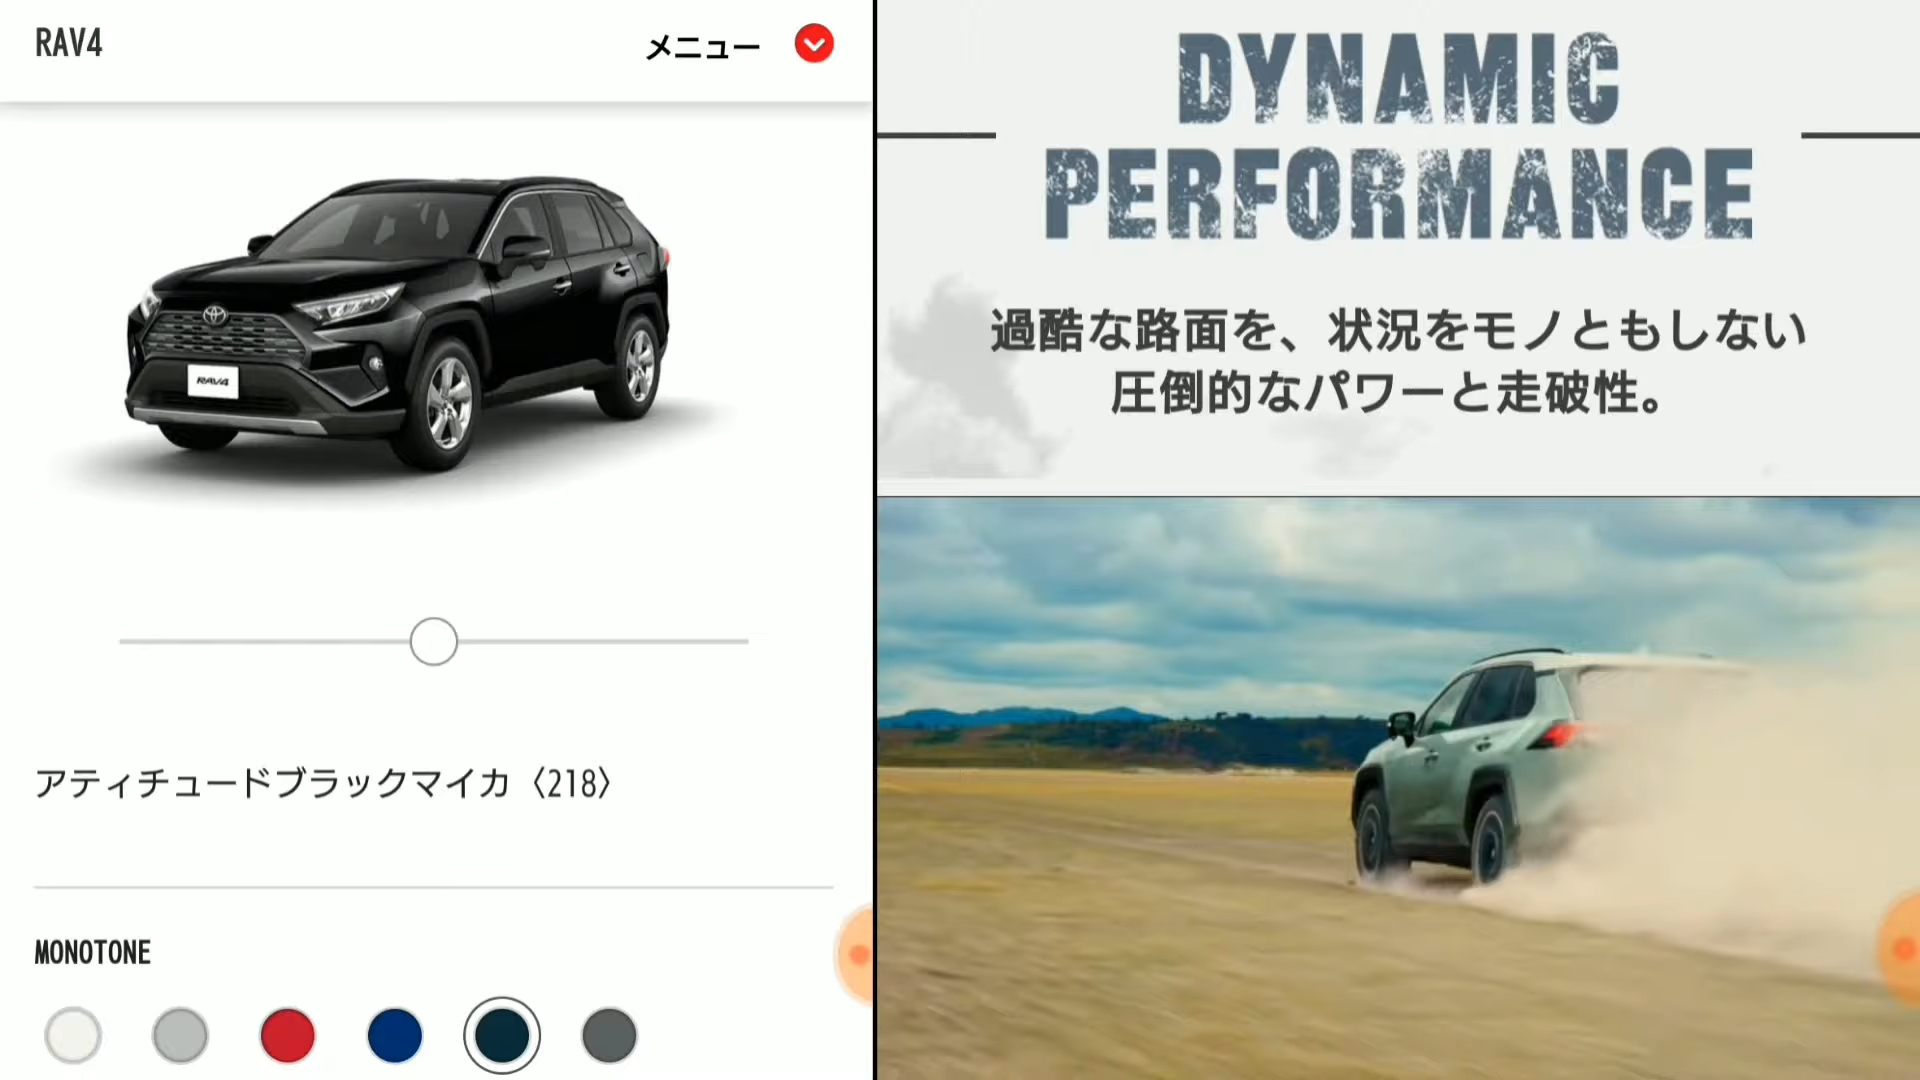 RAV4
メニュー
RAV4
アティチュードブラックマイカ〈218〉
MONOTONE
DYNAMIC
PERFORMANCE
過酷な路面を、状況をモノともしない
圧倒的なパワーと走破性。